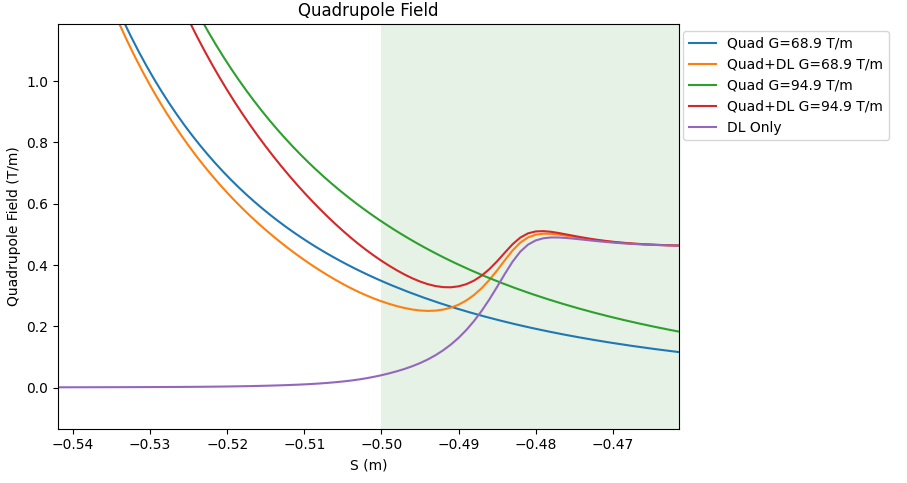 Quadrupole Field
Quadrupole Field (T/m)
1.0
0.8
0.6
0.4
0.2
0.0
−0.54
−0.53
−0.52
−0.51
−0.50
−0.49
−0.48
−0.47
S (m)
Quad G=68.9 T/m
Quad+DL G=68.9 T/m
Quad G=94.9 T/m
Quad+DL G=94.9 T/m
DL Only